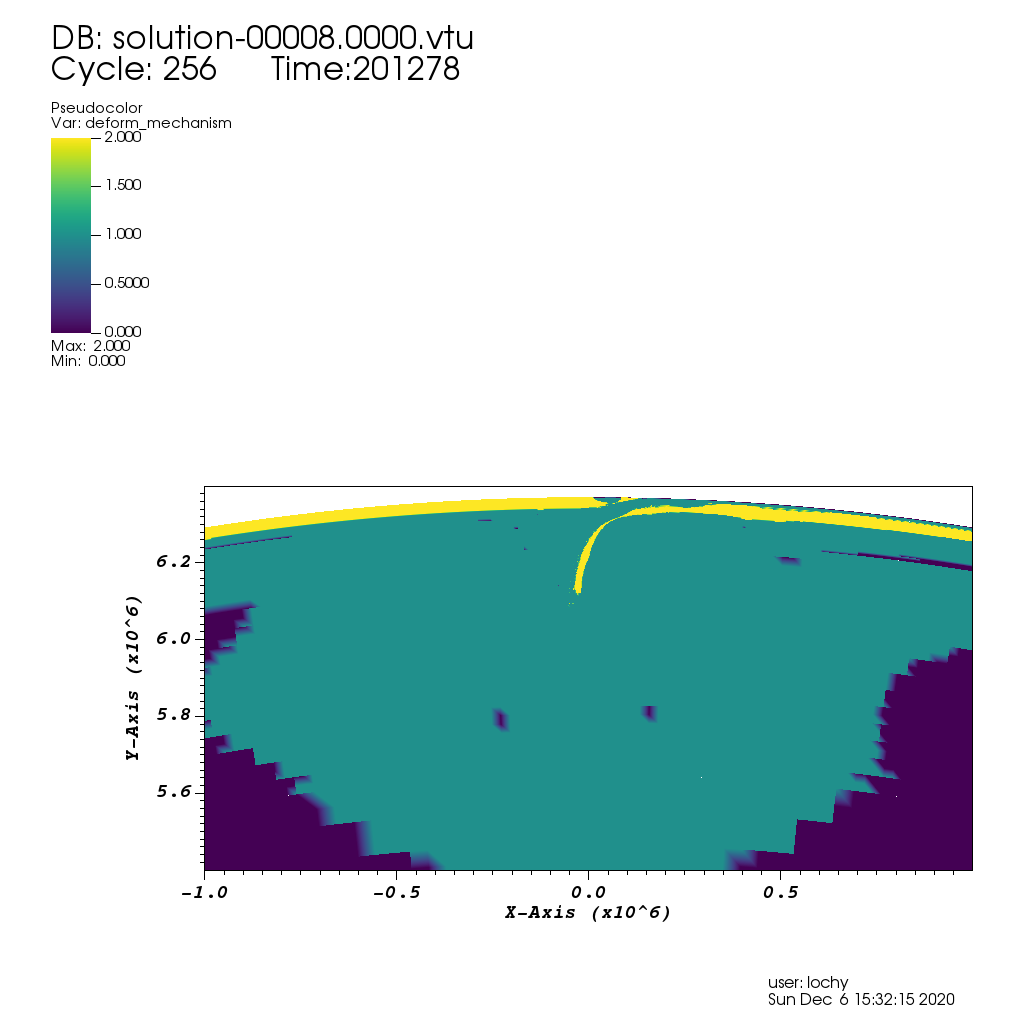 DB: solution-00008.0000.vtu
Cycle: 256 Time:201278
Pseudocolor
Var: deform_mechanism
2.000
1.500
1.000
0.5000
0.000
Max: 2.000
Min: 0.000
6.2
6.0
5.8
5.6
Y-Axis (x10^6)
-1.0 -0.5 0.0 0.5
X-Axis (x10^6)
user: lochy
Sun Dec 6 15:32:15 2020